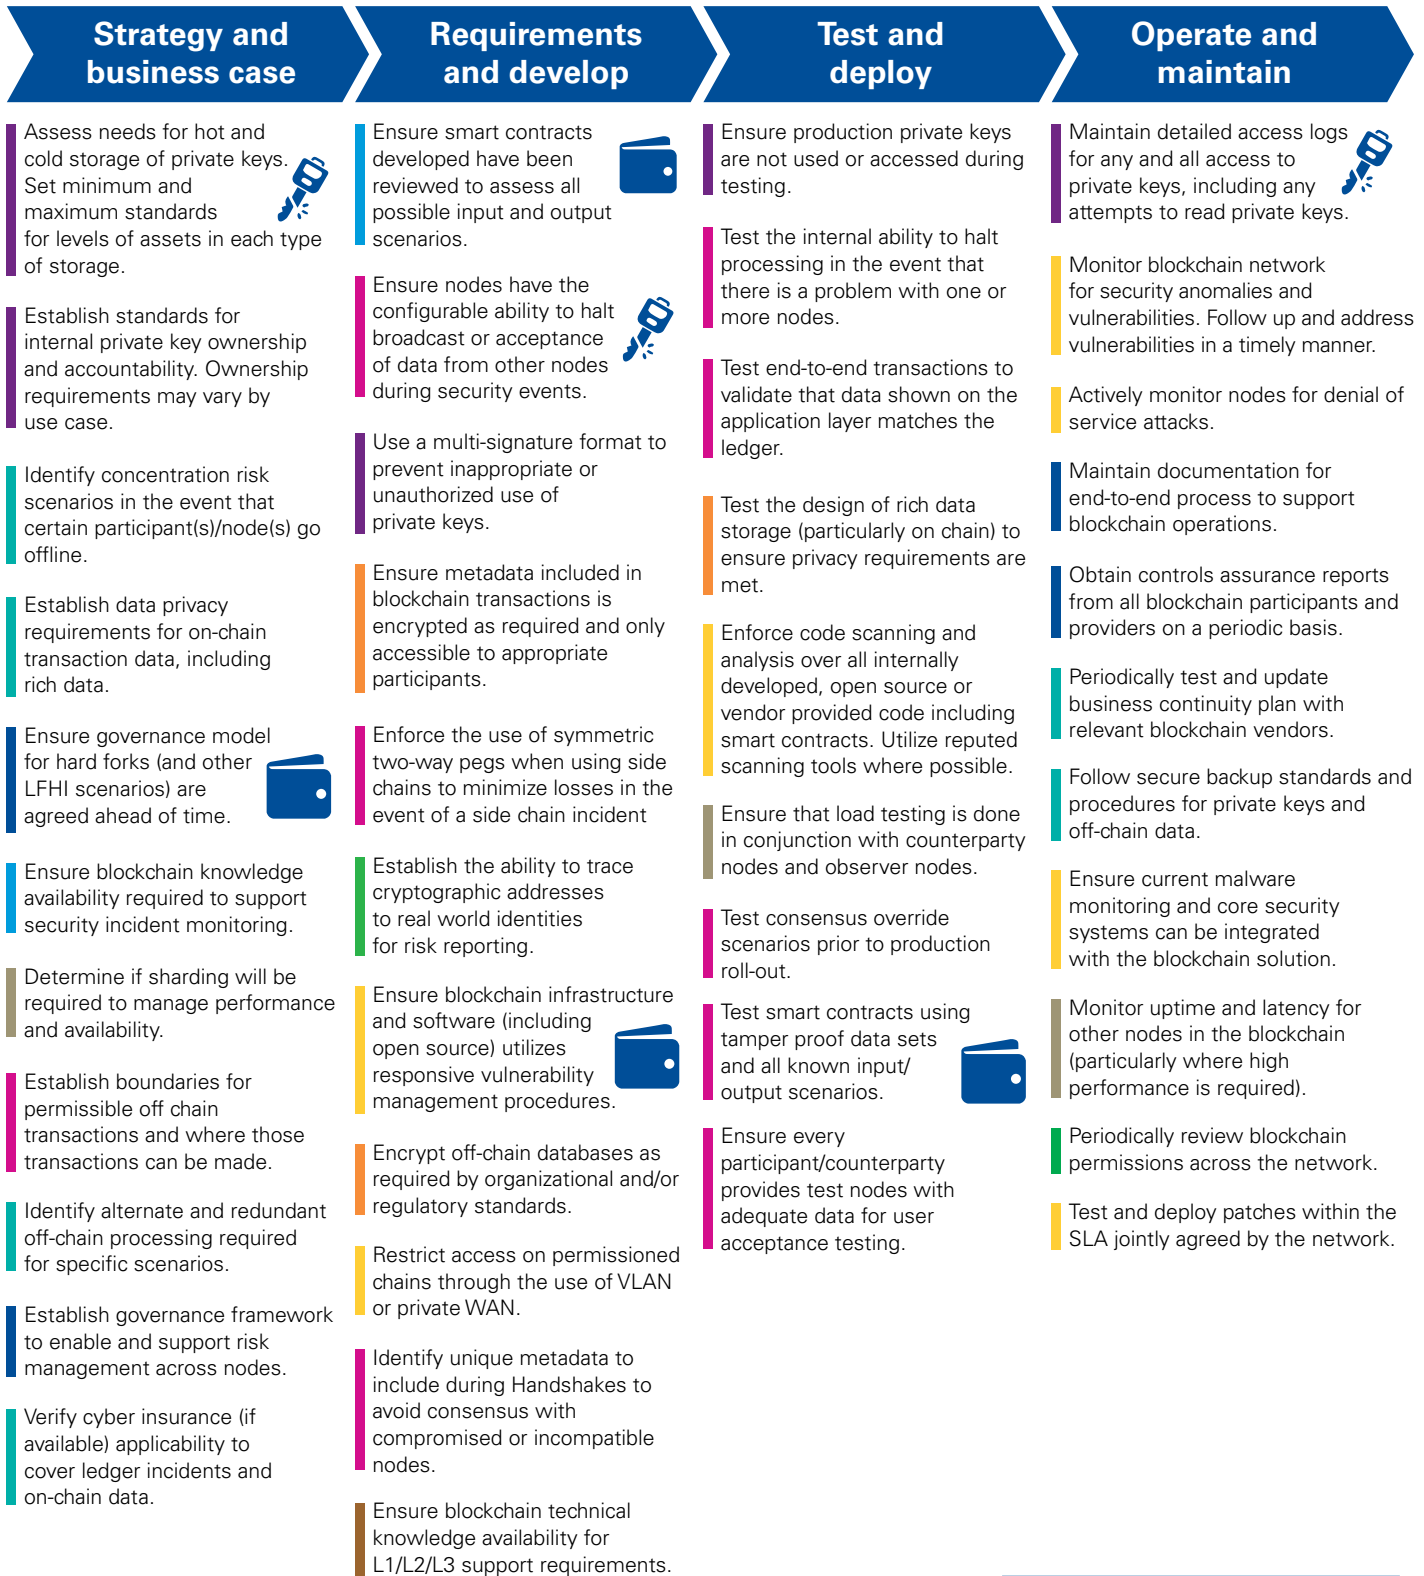 Strategy and
business case
Assess needs for hot and
cold storage of private keys.
Set minimum and
maximum standards
for levels of assets in each type
of storage.
Establish standards for
internal private key ownership
and accountability. Ownership
requirements may vary by
use case.
Identify concentration risk
scenarios in the event that
certain participant(s)/node(s) go
offline.
Establish data privacy
requirements for on-chain
transaction data, including
rich data.
Ensure governance model
for hard forks (and other
LFHI scenarios) are
agreed ahead of time.
Ensure blockchain knowledge
availability required to support
security incident monitoring.
Determine if sharding will be
required to manage performance
and availability.
Establish boundaries for
permissible off chain
transactions and where those
transactions can be made.
Identify alternate and redundant
off-chain processing required
for specific scenarios.
Establish governance framework
to enable and support risk
management across nodes.
Verify cyber insurance (if
available) applicability to
cover ledger incidents and
on-chain data.
Requirements
and develop
Ensure smart contracts
developed have been
reviewed to assess all
possible input and output
scenarios.
Ensure nodes have the
configurable ability to halt
broadcast or acceptance
of data from other nodes
during security events.
Use a multi-signature format to
prevent inappropriate or
unauthorized use of
private keys.
Ensure metadata included in
blockchain transactions is
encrypted as required and only
accessible to appropriate
participants.
Enforce the use of symmetric
two-way pegs when using side
chains to minimize losses in the
event of a side chain incident
Establish the ability to trace
cryptographic addresses
to real world identities
for risk reporting.
Ensure blockchain infrastructure
and software (including
open source) utilizes
responsive vulnerability
management procedures.
Encrypt off-chain databases as
required by organizational and/or
regulatory standards.
Restrict access on permissioned
chains through the use of VLAN
or private WAN.
Identify unique metadata to
include during Handshakes to
avoid consensus with
compromised or incompatible
nodes.
Ensure blockchain technical
knowledge availability for
L1/L2/L3 support requirements.
Test and
deploy
Ensure production private keys
are not used or accessed during
testing.
Test the internal ability to halt
processing in the event that
there is a problem with one or
more nodes.
Test end-to-end transactions to
validate that data shown on the
application layer matches the
ledger.
Test the design of rich data
storage (particularly on chain) to
ensure privacy requirements are
met.
Enforce code scanning and
analysis over all internally
developed, open source or
vendor provided code including
smart contracts. Utilize reputed
scanning tools where possible.
Ensure that load testing is done
in conjunction with counterparty
nodes and observer nodes.
Test consensus override
scenarios prior to production
roll-out.
Test smart contracts using
tamper proof data sets
and all known input/
output scenarios.
Ensure every
participant/counterparty
provides test nodes with
adequate data for user
acceptance testing.
Operate and
maintain
Maintain detailed access logs
for any and all access to
private keys, including any
attempts to read private keys.
Monitor blockchain network
for security anomalies and
vulnerabilities. Follow up and address
vulnerabilities in a timely manner.
Actively monitor nodes for denial of
service attacks.
Maintain documentation for
end-to-end process to support
blockchain operations.
Obtain controls assurance reports
from all blockchain participants and
providers on a periodic basis.
Periodically test and update
business continuity plan with
relevant blockchain vendors.
Follow secure backup standards and
procedures for private keys and
off-chain data.
Ensure current malware
monitoring and core security
systems can be integrated
with the blockchain solution.
Monitor uptime and latency for
other nodes in the blockchain
(particularly where high
performance is required).
Periodically review blockchain
permissions across the network.
Test and deploy patches within the
SLA jointly agreed by the network.